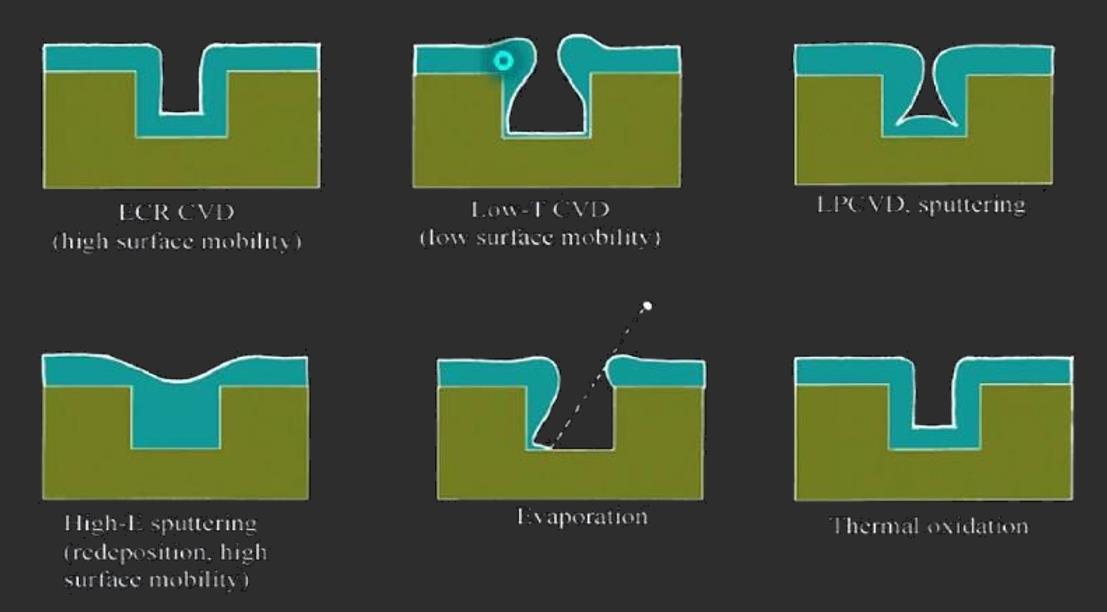 ECR CVD
(high surface mobility)
Low-T CVD
(low surface mobility)
LPCVD, sputtering
High-E sputtering
(redeposition, high
surface mobility)
Evaporation
Thermal oxidation